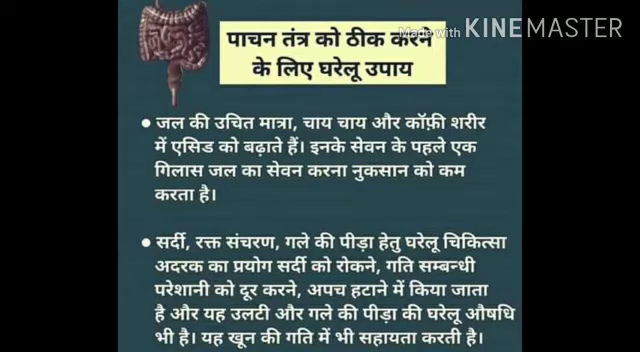 Made with KINEMASTER
पाचन तंत्र को ठीक करने
के लिए घरेलू उपाय
● जल की उचित मात्रा, चाय चाय और कॉफ़ी शरीर
में एसिड को बढ़ाते हैं। इनके सेवन के पहले एक
गिलास जल का सेवन करना नुकसान को कम
करता है।
● सर्दी, रक्त संचरण, गले की पीड़ा हेतु घरेलू चिकित्सा
अदरक का प्रयोग सर्दी को रोकने, गति सम्बन्धी
परेशानी को दूर करने, अपच हटाने में किया जाता
है और यह उलटी और गले की पीड़ा की घरेलू औषधि
भी है। यह खून की गति में भी सहायता करती है।